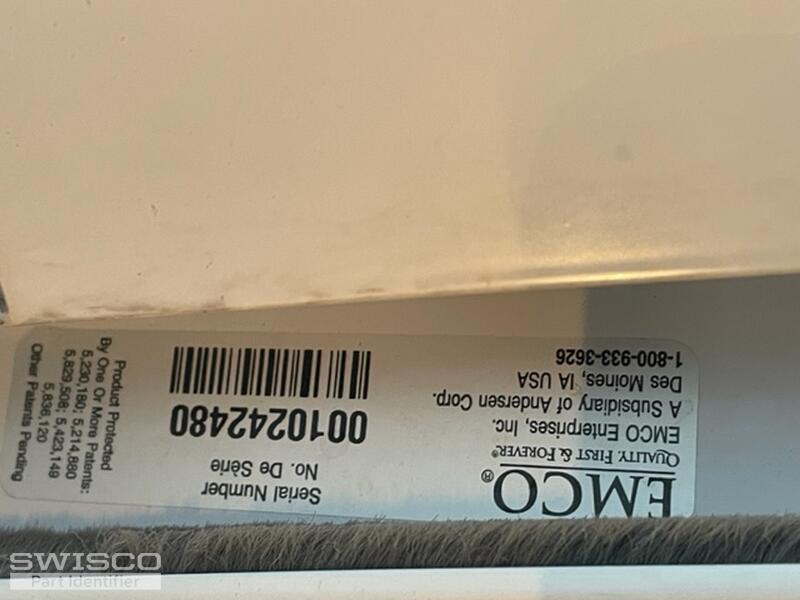 EMCO®
QUALITY, FIRST & FOREVER®
EMCO Enterprises, Inc.
A Subsidiary of Andersen Corp.
Des Moines, IA USA
1-800-933-3626
Serial Number
No. De Sèrie
0010242480
Product Protected
By One Or More Patents:
5,230,180; 5,214,880
5,829,508; 5,423,149
5,836,120
Other Patents Pending
SWISCO
Part Identifier